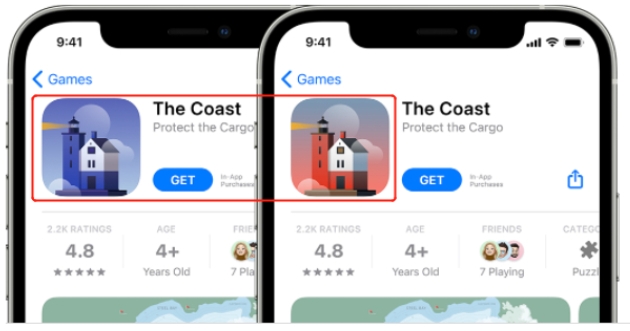 9:41
Games
The Coast
Protect the Cargo
GET
In-App
Purchases
2.2K RATINGS
4.8
AGE
4+
Years Old
FRIE
7 Pla
9:41
Games
The Coast
Protect the Cargo
GET
In-App
Purchases
2.2K RATINGS
4.8
AGE
4+
Years Old
FRIENDS
7 Playing
CATEGO
Puzzl